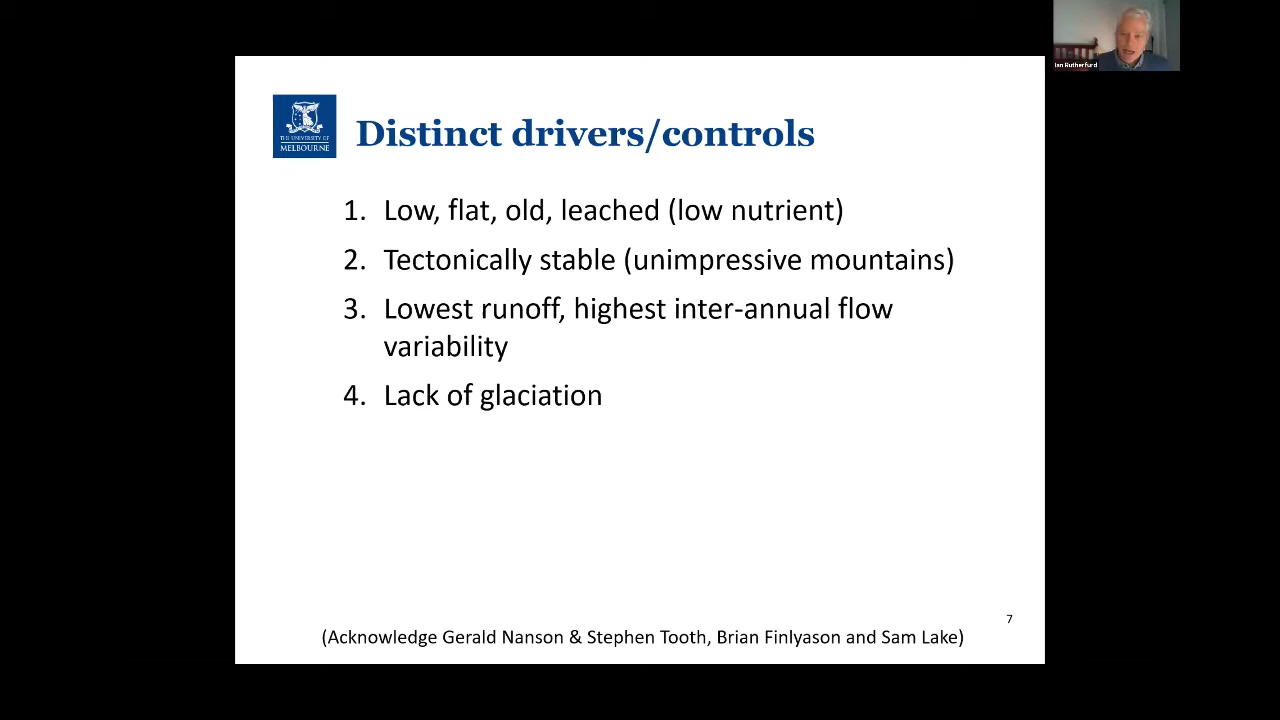 Ian Rutherfurd
THE UNIVERSITY OF
MELBOURNE
Distinct drivers/controls
1. Low, flat, old, leached (low nutrient)
2. Tectonically stable (unimpressive mountains)
3. Lowest runoff, highest inter-annual flow
variability
4. Lack of glaciation
7
(Acknowledge Gerald Nanson & Stephen Tooth, Brian Finlyason and Sam Lake)